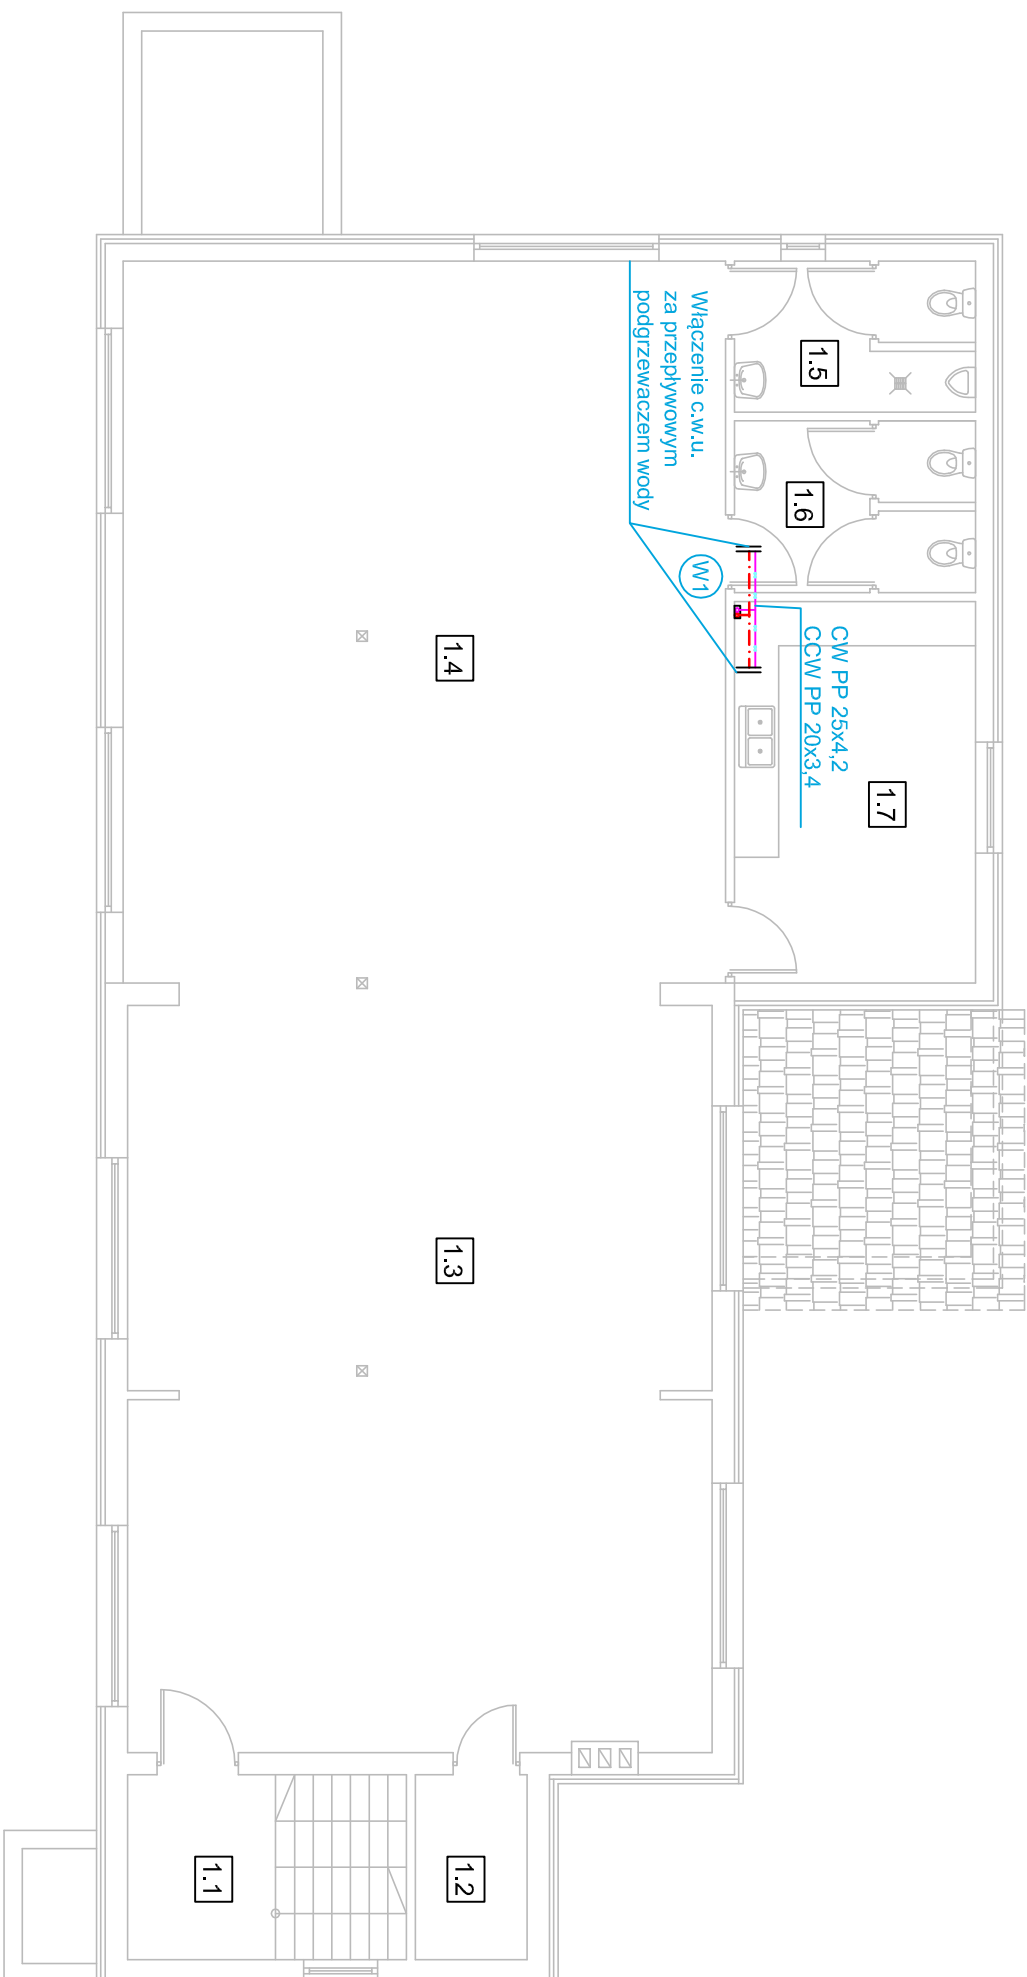 Włączenie c.w.u.
za przepływowym
podgrzewaczem wody
W1
CW PP 25x4,2
CCW PP 20x3,4
1.5
1.6
1.7
1.4
1.3
1.2
1.1